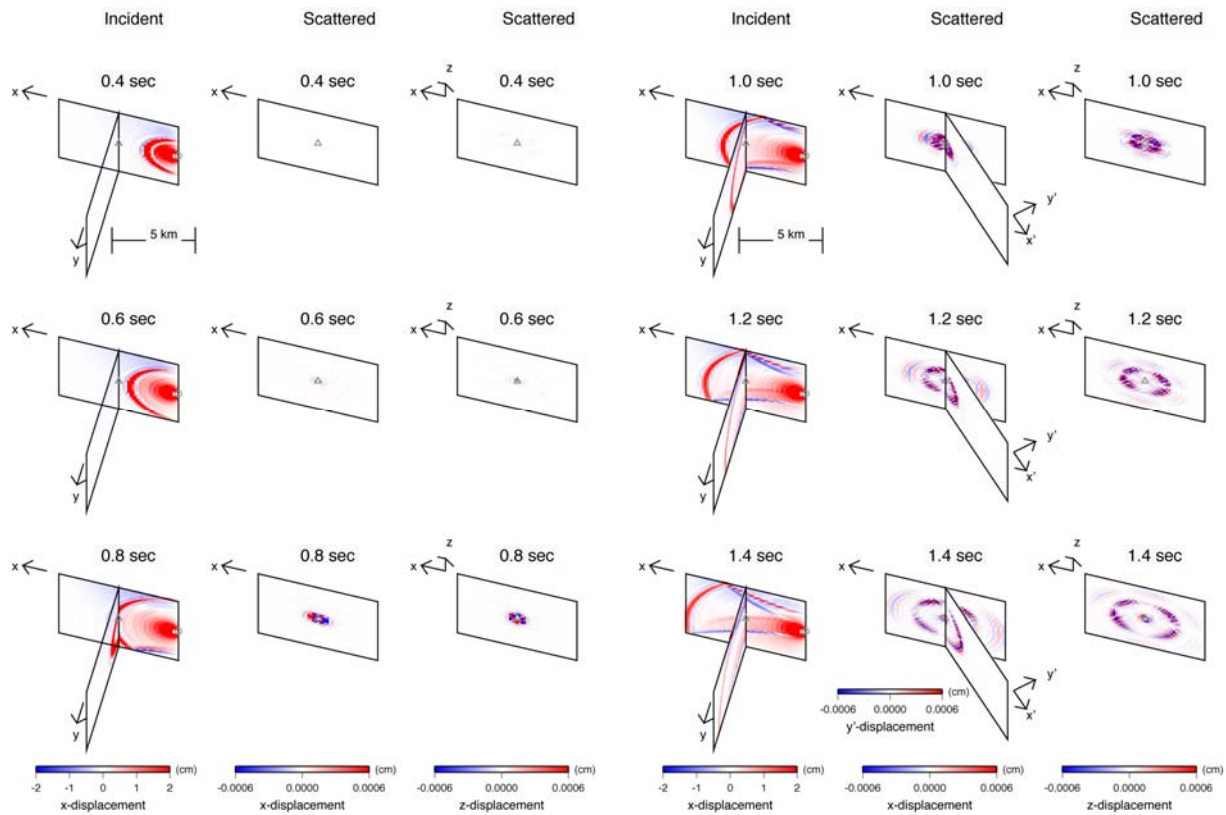 Incident Scattered Scattered Incident Scattered Scattered
0.4 sec 0.4 sec 0.4 sec 1.0 sec 1.0 sec 1.0 sec
x x x z x x x z
y 5 km y 5 km y' x'
0.6 sec 0.6 sec 0.6 sec 1.2 sec 1.2 sec 1.2 sec
x x x z x x x z
y y y' x'
0.8 sec 0.8 sec 0.8 sec 1.4 sec 1.4 sec 1.4 sec
x x x z x x x z
y y y' x'
(cm)
-0.0006 0.0000 0.0006
y'-displacement
(cm) (cm) (cm) (cm) (cm) (cm)
-2 -1 0 1 2 -0.0006 0.0000 0.0006 -0.0006 0.0000 0.0006 -2 -1 0 1 2 -0.0006 0.0000 0.0006 -0.0006 0.0000 0.0006
x-displacement x-displacement z-displacement x-displacement x-displacement z-displacement